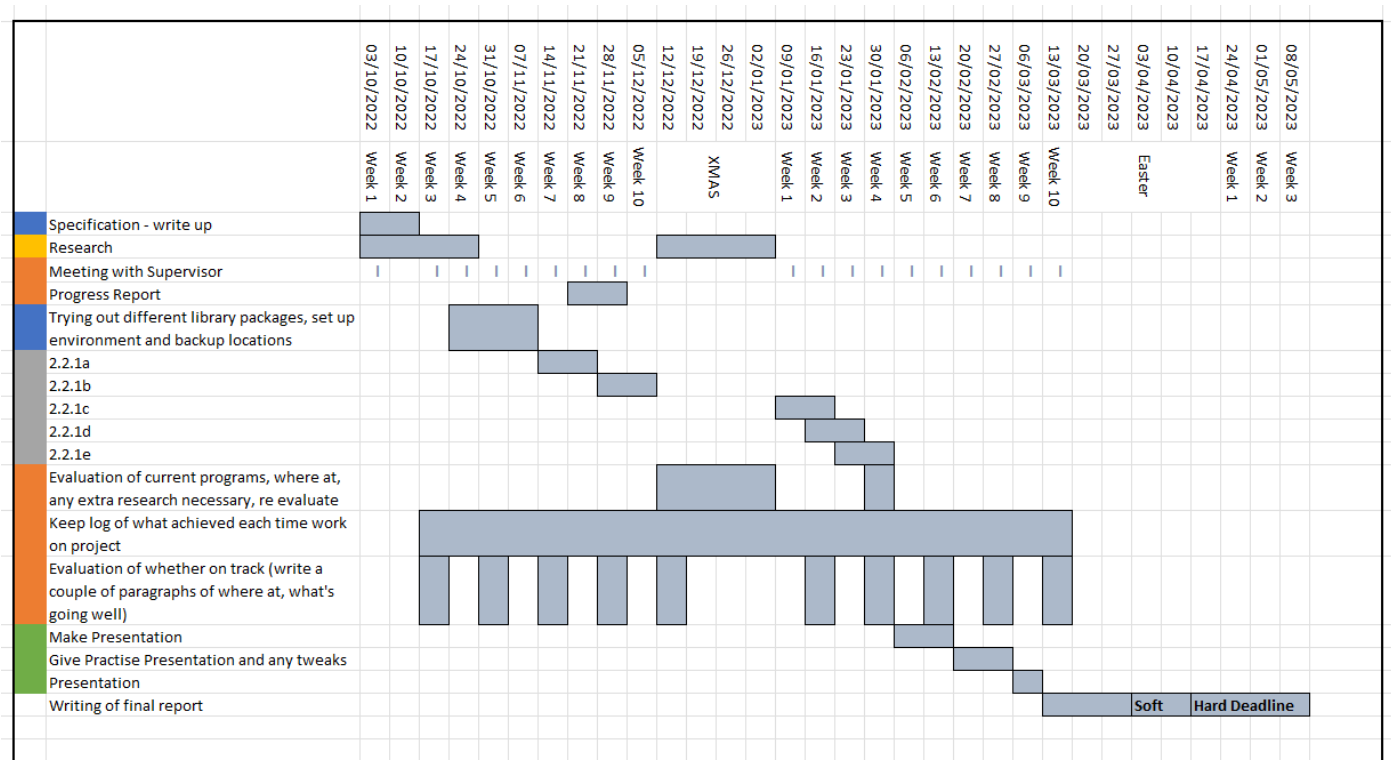 03/10/2022
10/10/2022
17/10/2022
24/10/2022
31/10/2022
07/11/2022
14/11/2022
21/11/2022
28/11/2022
05/12/2022
12/12/2022
19/12/2022
26/12/2022
02/01/2023
09/01/2023
16/01/2023
23/01/2023
30/01/2023
06/02/2023
13/02/2023
20/02/2023
27/02/2023
06/03/2023
13/03/2023
20/03/2023
27/03/2023
03/04/2023
10/04/2023
17/04/2023
24/04/2023
01/05/2023
08/05/2023
Week 1
Week 2
Week 3
Week 4
Week 5
Week 6
Week 7
Week 8
Week 9
Week 10
XMAS
Week 1
Week 2
Week 3
Week 4
Week 5
Week 6
Week 7
Week 8
Week 9
Week 10
Easter
Week 1
Week 2
Week 3
Specification - write up
Research
Meeting with Supervisor
Progress Report
Trying out different library packages, set up
environment and backup locations
2.2.1a
2.2.1b
2.2.1c
2.2.1d
2.2.1e
Evaluation of current programs, where at,
any extra research necessary, re evaluate
Keep log of what achieved each time work
on project
Evaluation of whether on track (write a
couple of paragraphs of where at, what's
going well)
Make Presentation
Give Practise Presentation and any tweaks
Presentation
Writing of final report
Soft
Hard Deadline